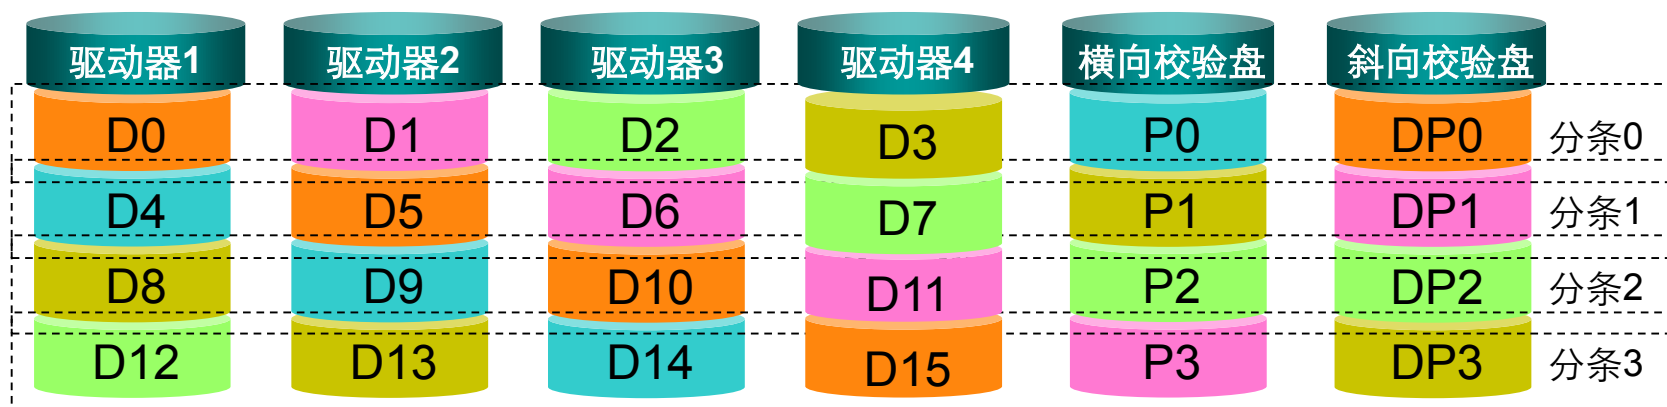 驱动器1 驱动器2 驱动器3 驱动器4 横向校验盘 斜向校验盘
D0 D1 D2 D3 P0 DP0 分条0
D4 D5 D6 D7 P1 DP1 分条1
D8 D9 D10 D11 P2 DP2 分条2
D12 D13 D14 D15 P3 DP3 分条3